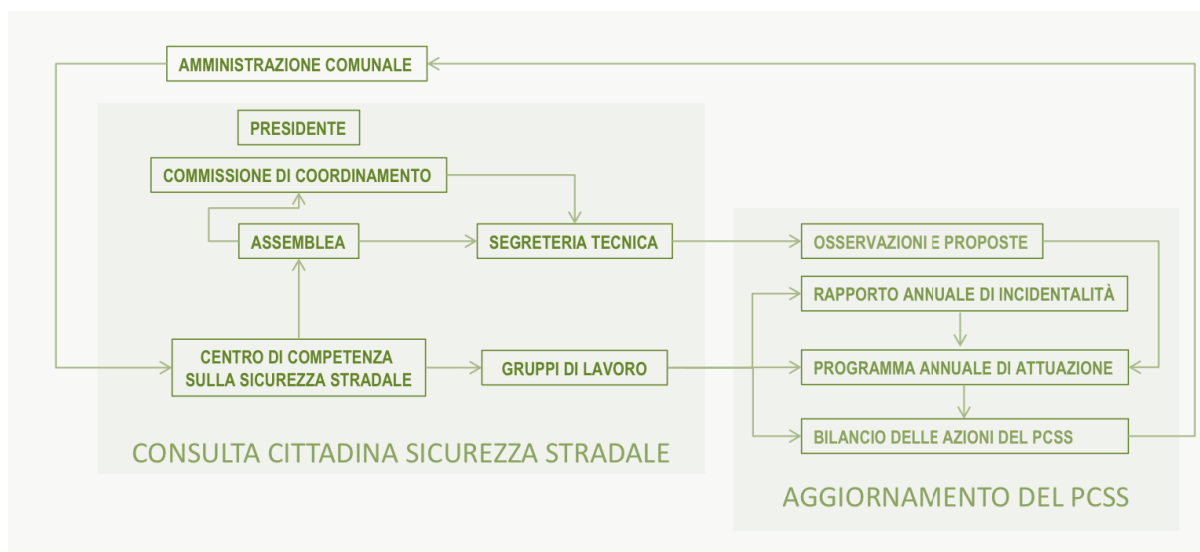 AMMINISTRAZIONE COMUNALE
PRESIDENTE
COMMISSIONE DI COORDINAMENTO
ASSEMBLEA
SEGRETERIA TECNICA
OSSERVAZIONI E PROPOSTE
RAPPORTO ANNUALE DI INCIDENTALITÀ
CENTRO DI COMPETENZA
SULLA SICUREZZA STRADALE
GRUPPI DI LAVORO
PROGRAMMA ANNUALE DI ATTUAZIONE
BILANCIO DELLE AZIONI DEL PCSS
CONSULTA CITTADINA SICUREZZA STRADALE
AGGIORNAMENTO DEL PCSS